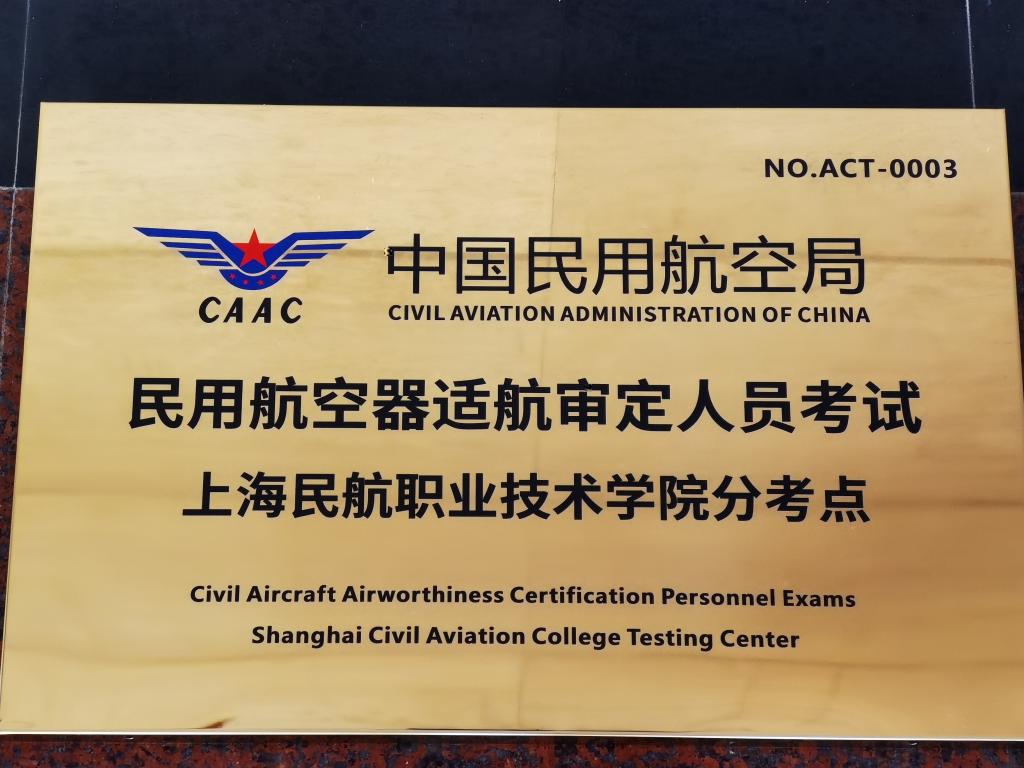 NO.ACT-0003
中国民用航空局
CAAC
CIVIL AVIATION ADMINISTRATION OF CHINA
民用航空器适航审定人员考试
上海民航职业技术学院分考点
Civil Aircraft Airworthiness Certification Personnel Exams
Shanghai Civil Aviation College Testing Center